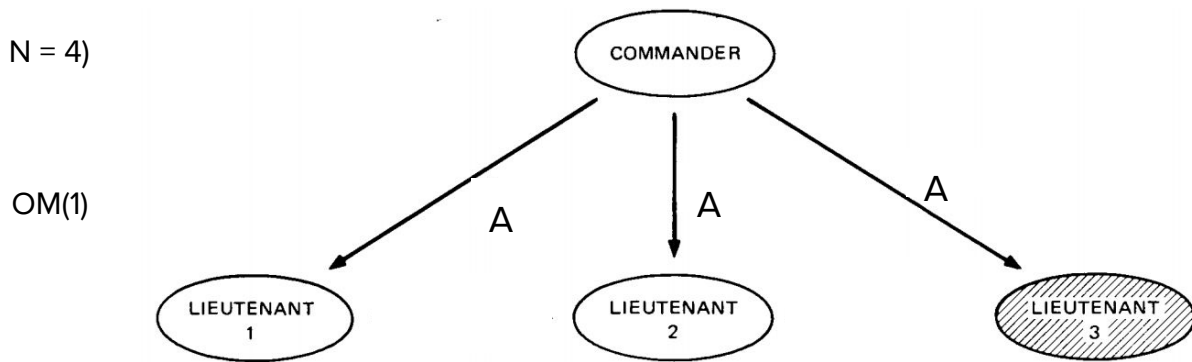 N = 4)
COMMANDER
OM(1)
A
A
A
LIEUTENANT
1
LIEUTENANT
2
LIEUTENANT
3